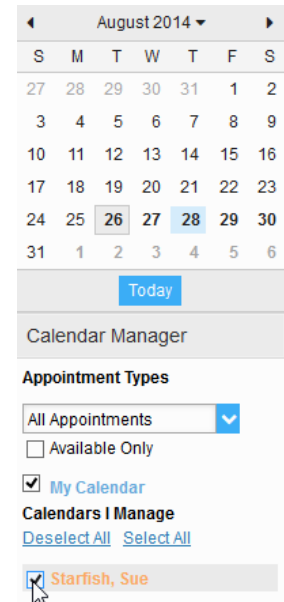 August 2014
S M T W T F S
27 28 29 30 31 1 2
3 4 5 6 7 8 9
10 11 12 13 14 15 16
17 18 19 20 21 22 23
24 25 26 27 28 29 30
31 1 2 3 4 5 6
Today
Calendar Manager
Appointment Types
All Appointments
Available Only
My Calendar
Calendars I Manage
Deselect All Select All
Starfish, Sue